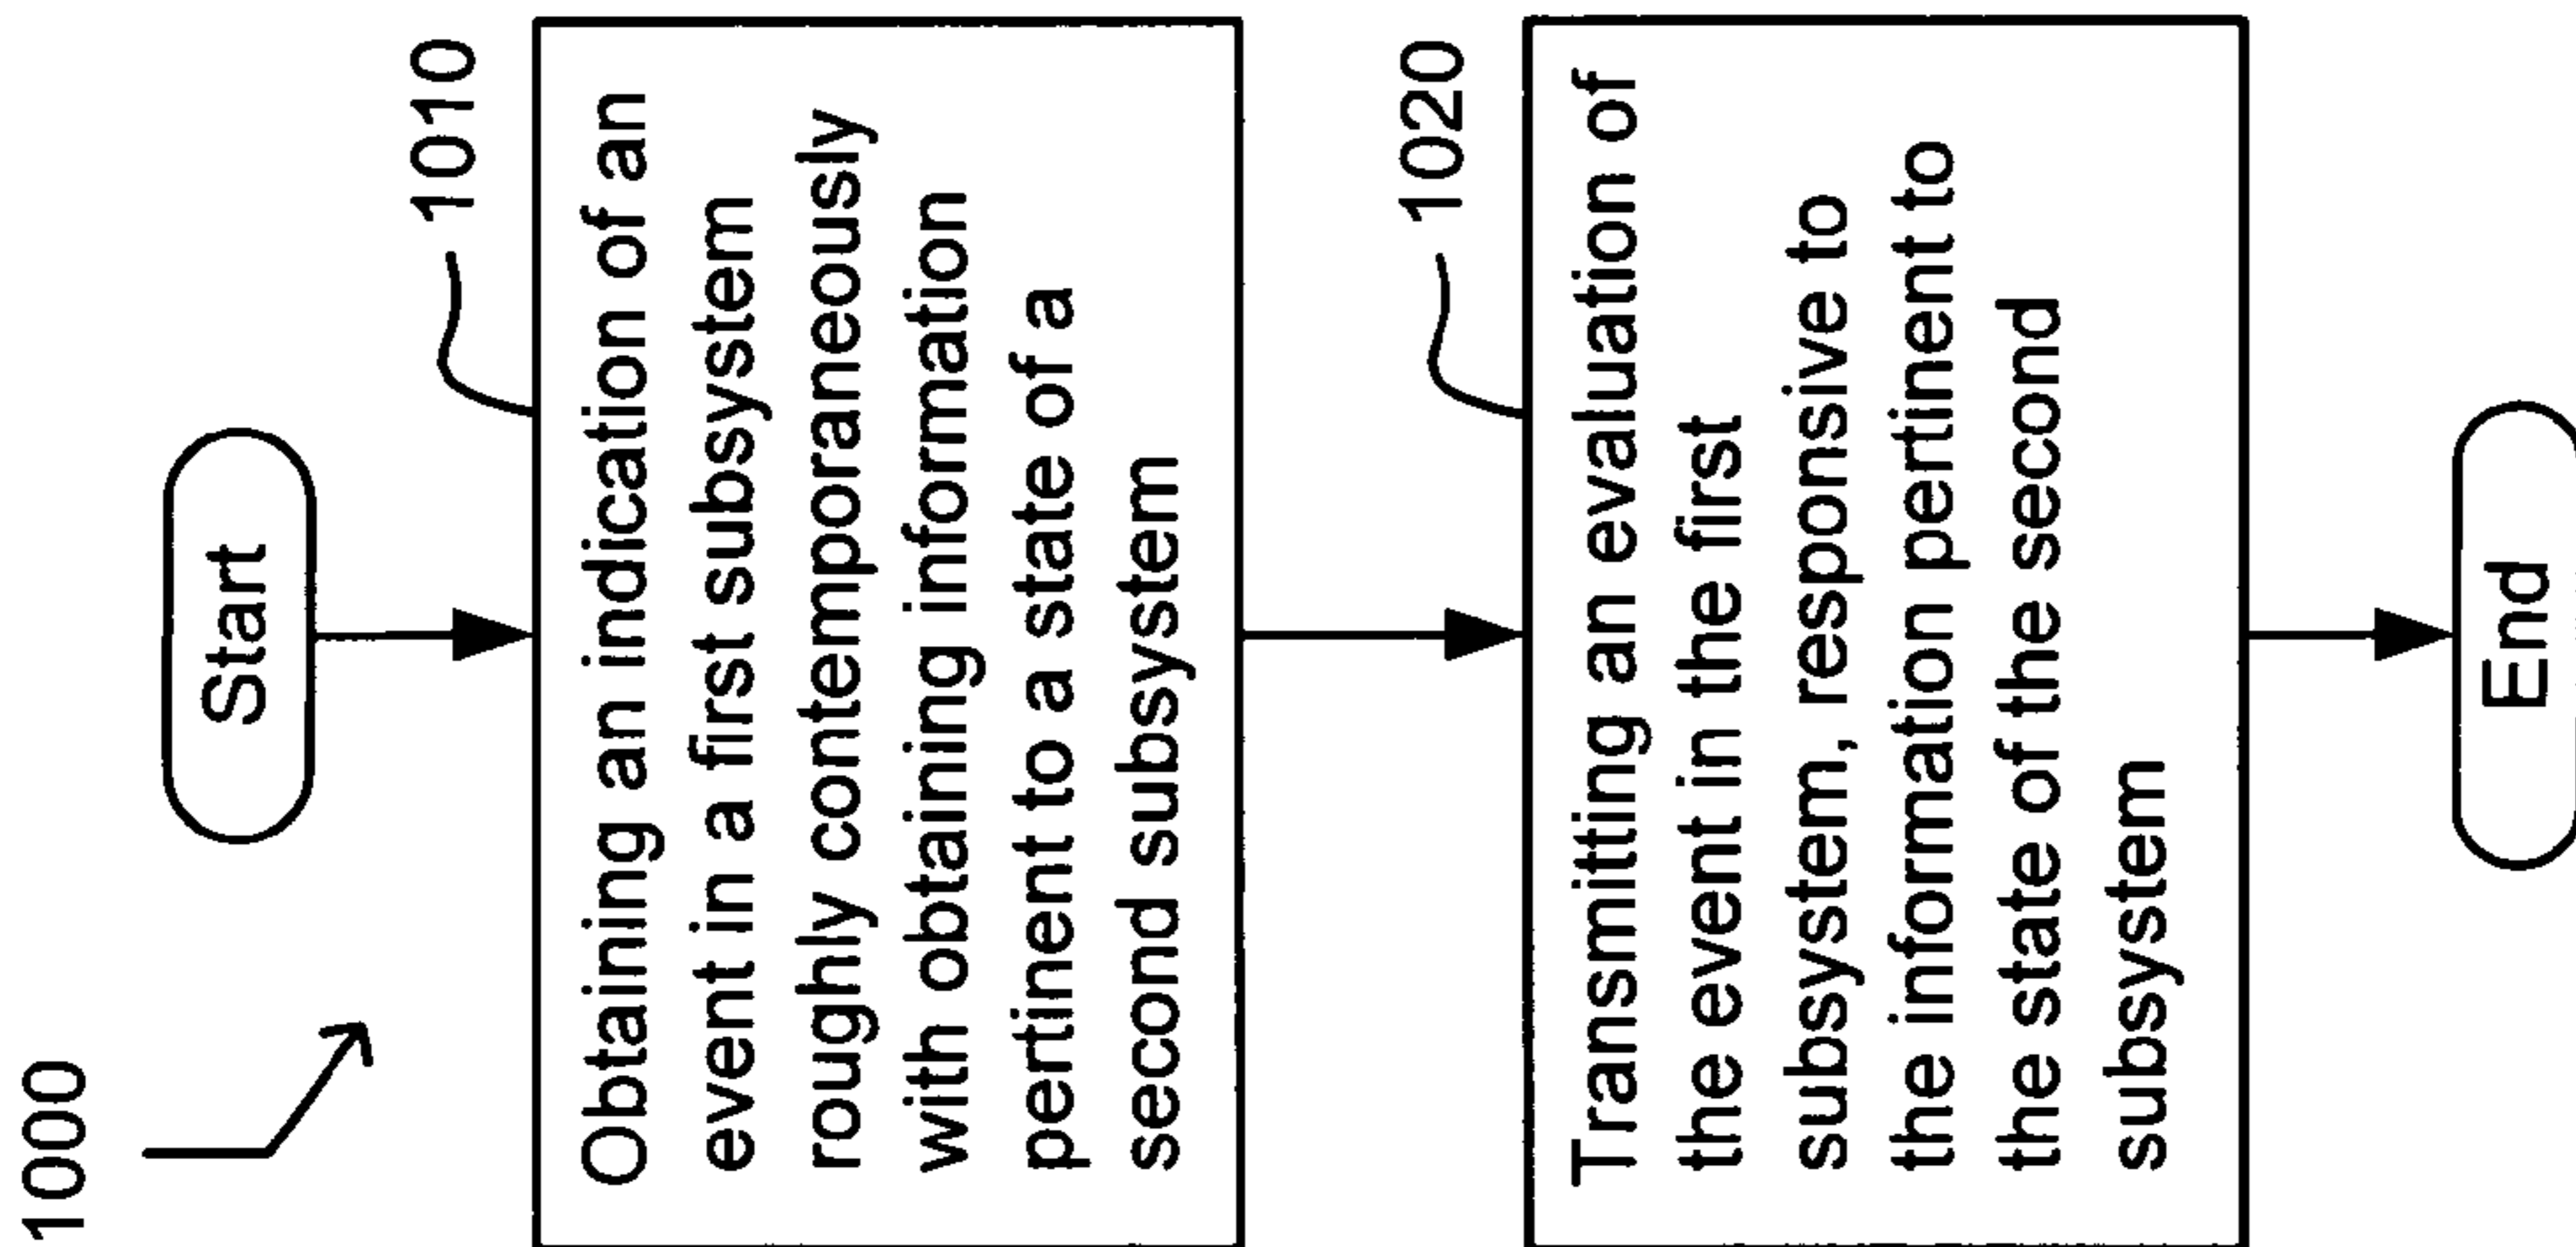 1000
Start
1010
Obtaining an indication of an
event in a first subsystem
roughly contemporaneously
with obtaining information
pertinent to a state of a
second subsystem
1020
Transmitting an evaluation of
the event in the first
subsystem, responsive to
the information pertinent to
the state of the second
subsystem
End